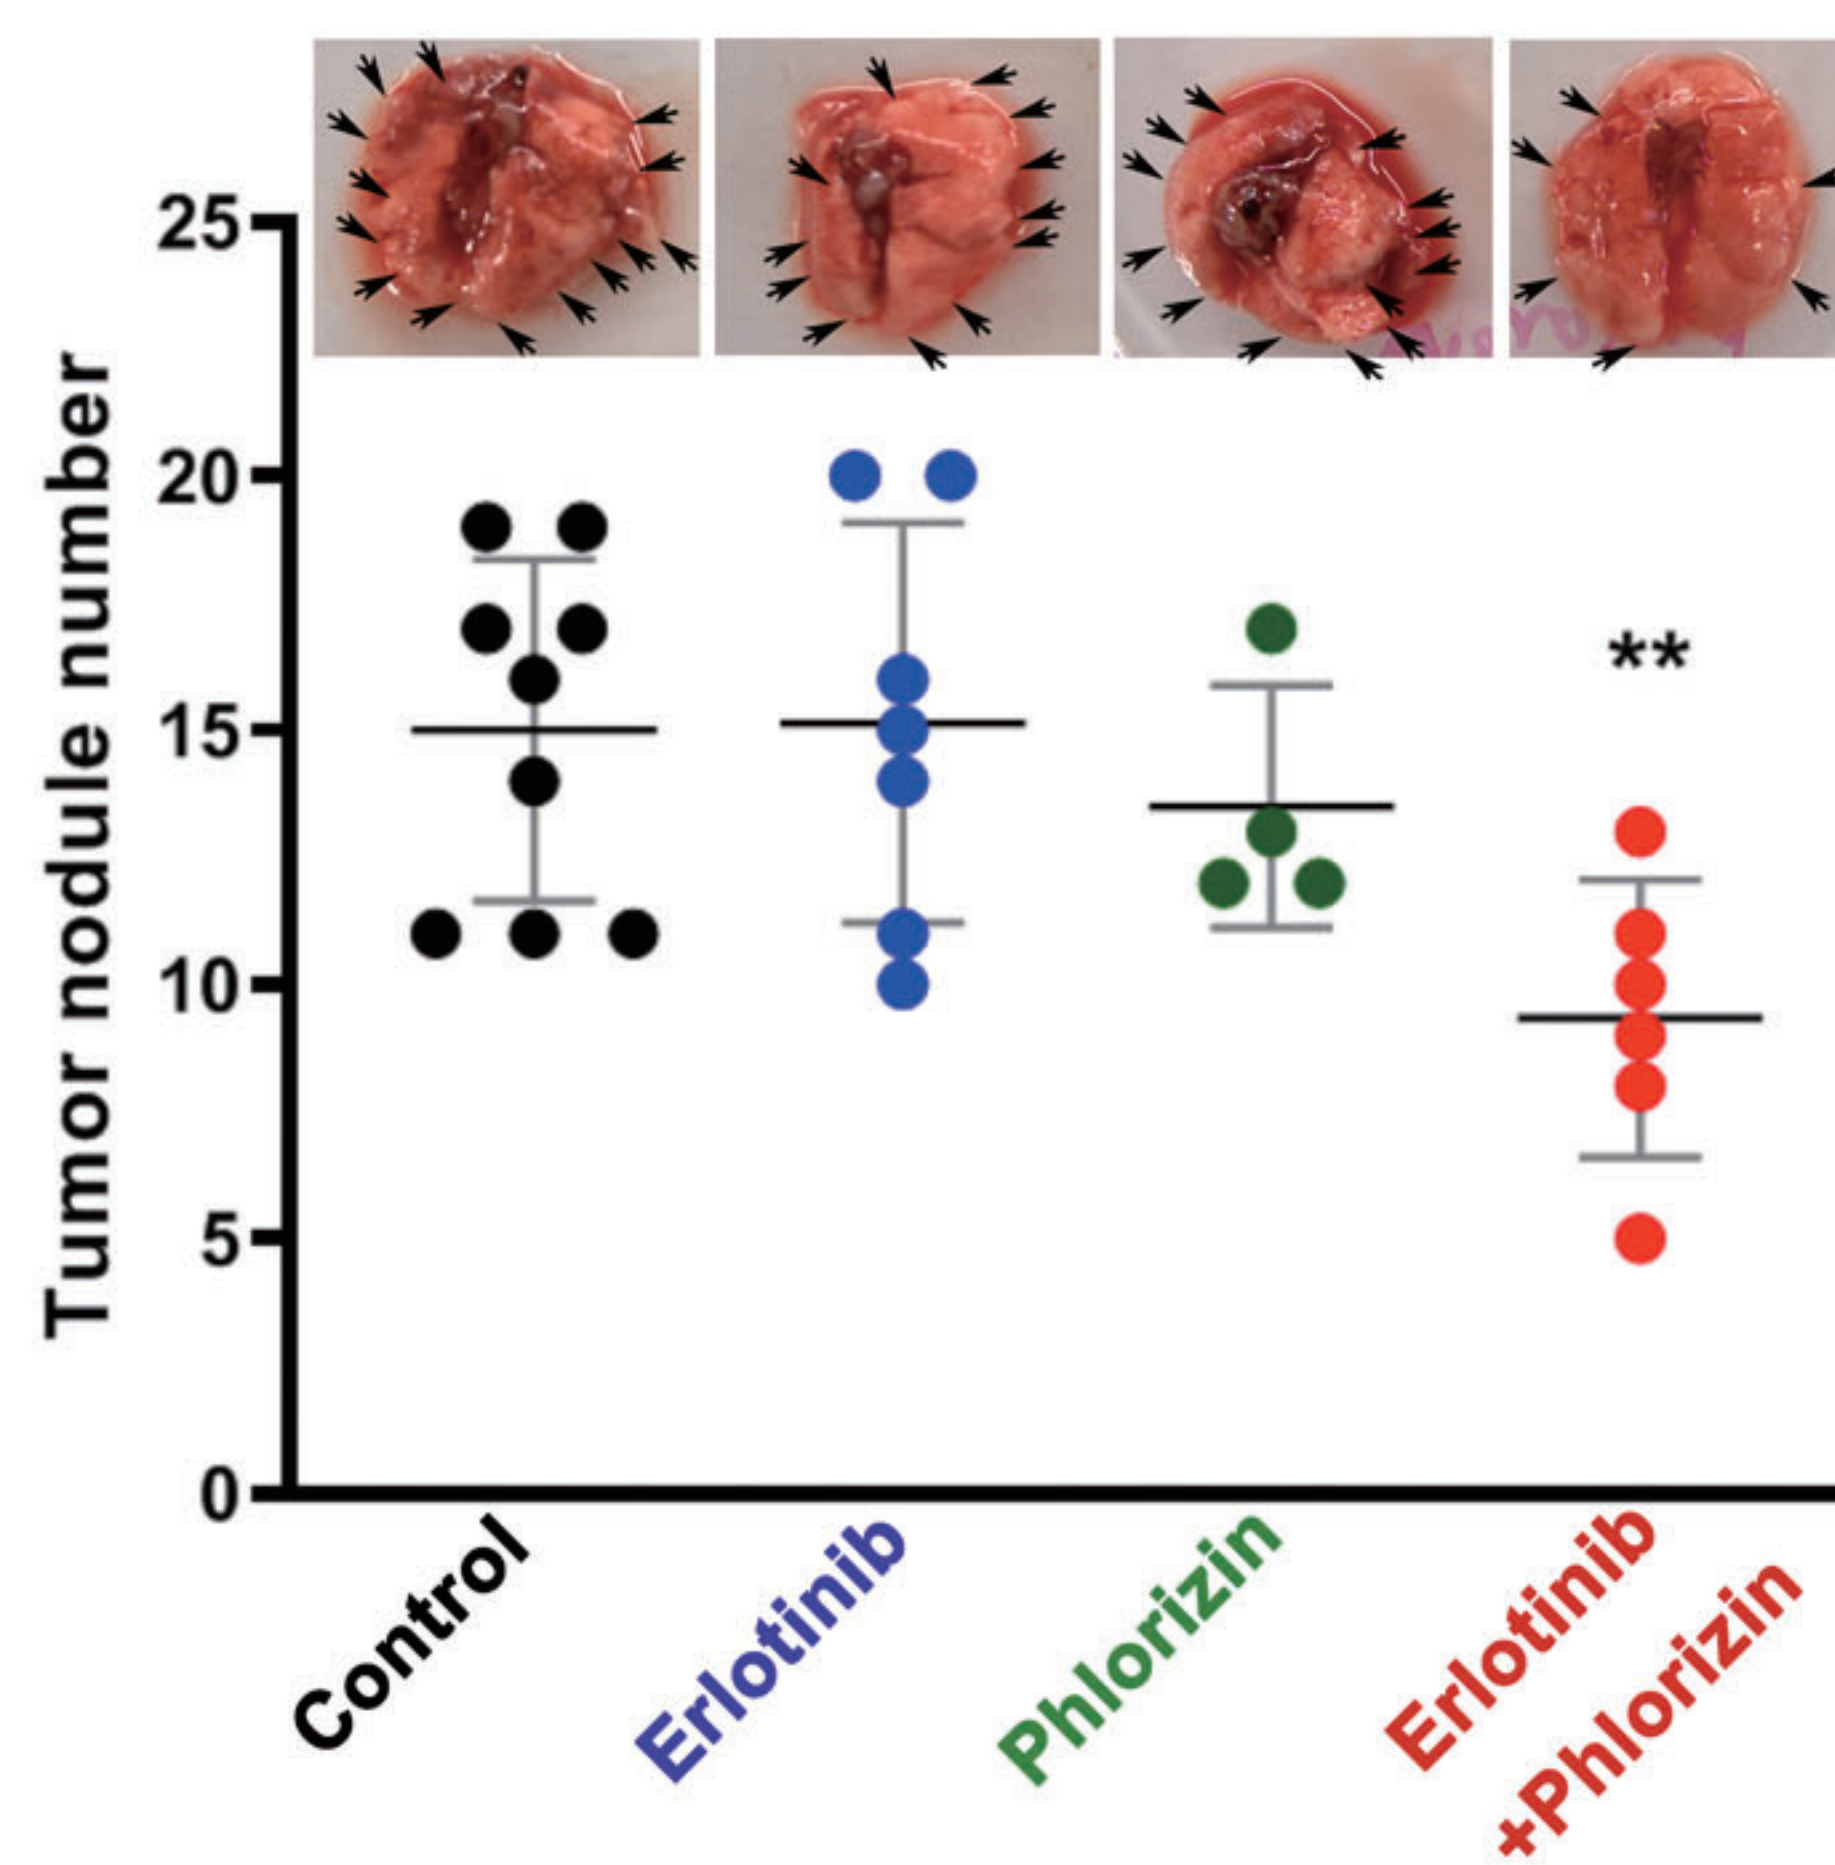 25
20
15
10
5
0
Tumor nodule number
**
Control
Erlotinib
Phlorizin
Erlotinib
+Phlorizin